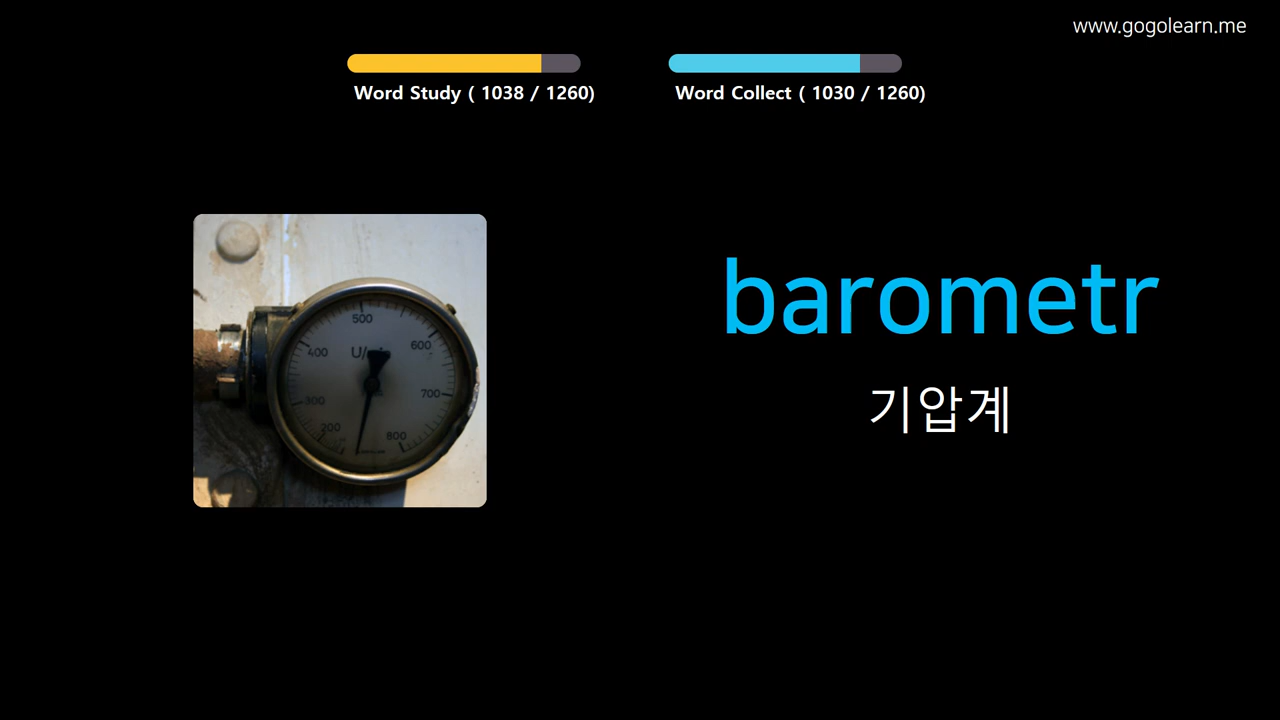 www.gogolearn.me
Word Study ( 1038 / 1260)
Word Collect ( 1030 / 1260)
barometr
기압계
500
400
600
300
700
200
800